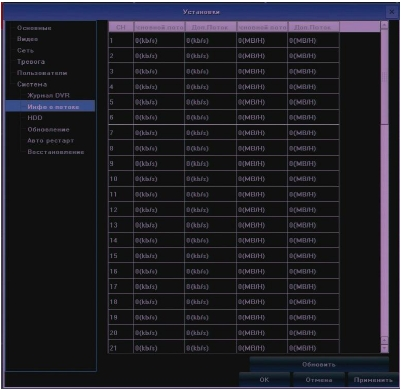 Установки
Основные
Видео
Сеть
Тревога
Пользователи
Система
Журнал DVR
Инфо о потоке
HDD
Обновление
Авто рестарт
Восстановление
CH Доп.Поток Доп.Поток
1 0(kb/s) 0(kb/s) 0(MB/H) 0(MB/H)
2 0(kb/s) 0(kb/s) 0(MB/H) 0(MB/H)
3 0(kb/s) 0(kb/s) 0(MB/H) 0(MB/H)
4 0(kb/s) 0(kb/s) 0(MB/H) 0(MB/H)
5 0(kb/s) 0(kb/s) 0(MB/H) 0(MB/H)
6 0(kb/s) 0(kb/s) 0(MB/H) 0(MB/H)
7 0(kb/s) 0(kb/s) 0(MB/H) 0(MB/H)
8 0(kb/s) 0(kb/s) 0(MB/H) 0(MB/H)
9 0(kb/s) 0(kb/s) 0(MB/H) 0(MB/H)
10 0(kb/s) 0(kb/s) 0(MB/H) 0(MB/H)
11 0(kb/s) 0(kb/s) 0(MB/H) 0(MB/H)
12 0(kb/s) 0(kb/s) 0(MB/H) 0(MB/H)
13 0(kb/s) 0(kb/s) 0(MB/H) 0(MB/H)
14 0(kb/s) 0(kb/s) 0(MB/H) 0(MB/H)
15 0(kb/s) 0(kb/s) 0(MB/H) 0(MB/H)
16 0(kb/s) 0(kb/s) 0(MB/H) 0(MB/H)
17 0(kb/s) 0(kb/s) 0(MB/H) 0(MB/H)
18 0(kb/s) 0(kb/s) 0(MB/H) 0(MB/H)
19 0(kb/s) 0(kb/s) 0(MB/H) 0(MB/H)
20 0(kb/s) 0(kb/s) 0(MB/H) 0(MB/H)
21 0(kb/s) 0(kb/s) 0(MB/H) 0(MB/H)
Обновить
OK Отмена Применить